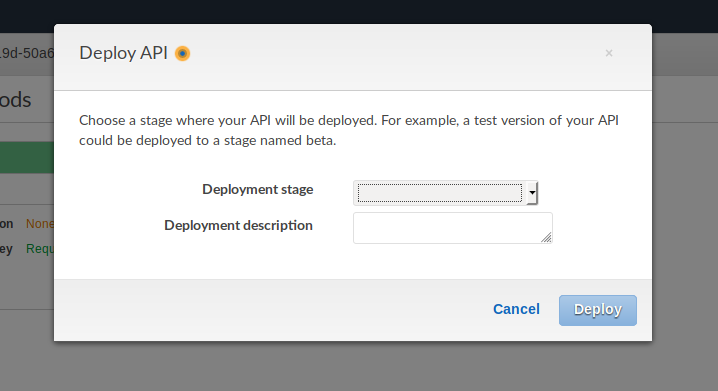 Deploy API
×
19d-50a6
ods
Choose a stage where your API will be deployed. For example, a test version of your API
could be deployed to a stage named beta.
Deployment stage
on None
Deployment description
ey Requ
Cancel Deploy